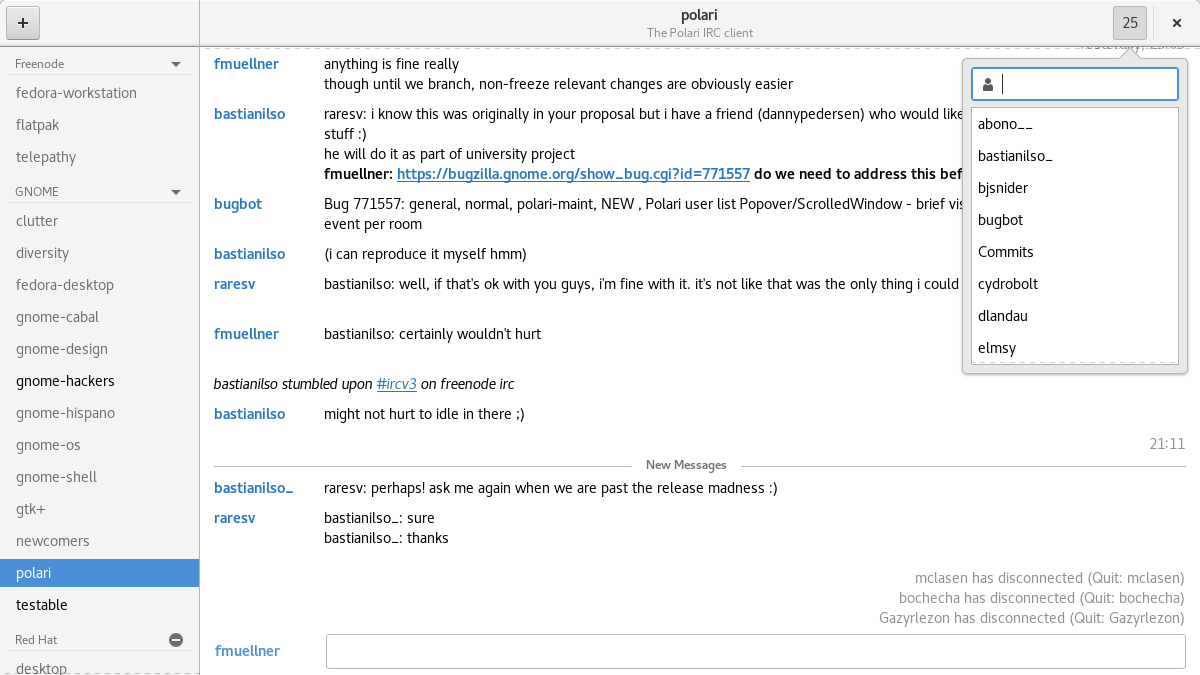 +
polari
The Polari IRC client
25
×
Freenode
fedora-workstation
flatpak
telepathy
GNOME
clutter
diversity
fedora-desktop
gnome-cabal
gnome-design
gnome-hackers
gnome-hispano
gnome-os
gnome-shell
gtk+
newcomers
polari
testable
Red Hat
desktop
fmuellner anything is fine really
though until we branch, non-freeze relevant changes are obviously easier
bastianilso raresv: i know this was originally in your proposal but i have a friend (dannypedersen) who would like
stuff :)
he will do it as part of university project
fmuellner: https://bugzilla.gnome.org/show_bug.cgi?id=771557 do we need to address this bef
bugbot Bug 771557: general, normal, polari-maint, NEW , Polari user list Popover/ScrolledWindow - brief vis
event per room
bastianilso (i can reproduce it myself hmm)
raresv bastianilso: well, if that's ok with you guys, i'm fine with it. it's not like that was the only thing i could
fmuellner bastianilso: certainly wouldn't hurt
bastianilso stumbled upon #ircv3 on freenode irc
bastianilso might not hurt to idle in there ;)
21:11
New Messages
bastianilso_ raresv: perhaps! ask me again when we are past the release madness :)
raresv bastianilso_: sure
bastianilso_: thanks
mclasen has disconnected (Quit: mclasen)
bochecha has disconnected (Quit: bochecha)
Gazyrlezon has disconnected (Quit: Gazyrlezon)
fmuellner
abono__
bastianilso_
bjsnider
bugbot
Commits
cydrobolt
dlandau
elmsy